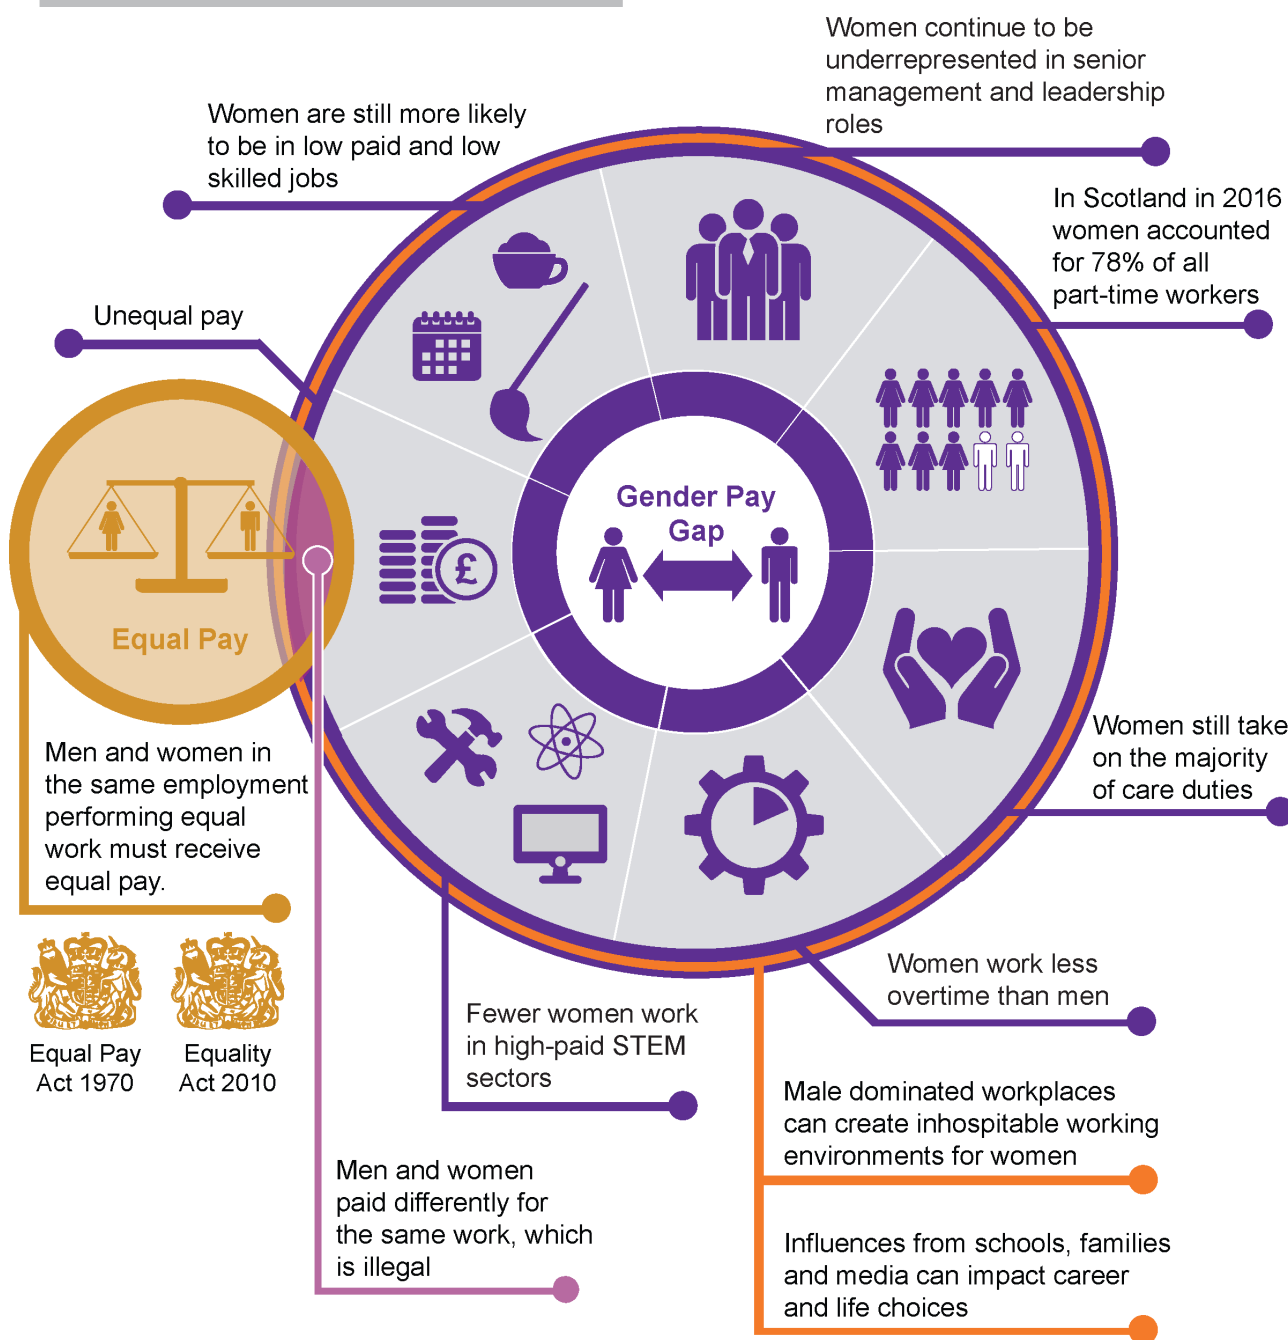 Women continue to be
underrepresented in senior
management and leadership
roles
Women are still more likely
to be in low paid and low
skilled jobs
In Scotland in 2016
women accounted
for 78% of all
part-time workers
Unequal pay
Gender Pay
Gap
£
Equal Pay
Men and women in
the same employment
performing equal
work must receive
equal pay.
Women still take
on the majority
of care duties
Equal Pay
Act 1970
Equality
Act 2010
Women work less
overtime than men
Fewer women work
in high-paid STEM
sectors
Male dominated workplaces
can create inhospitable working
environments for women
Men and women
paid differently for
the same work, which
is illegal
Influences from schools, families
and media can impact career
and life choices